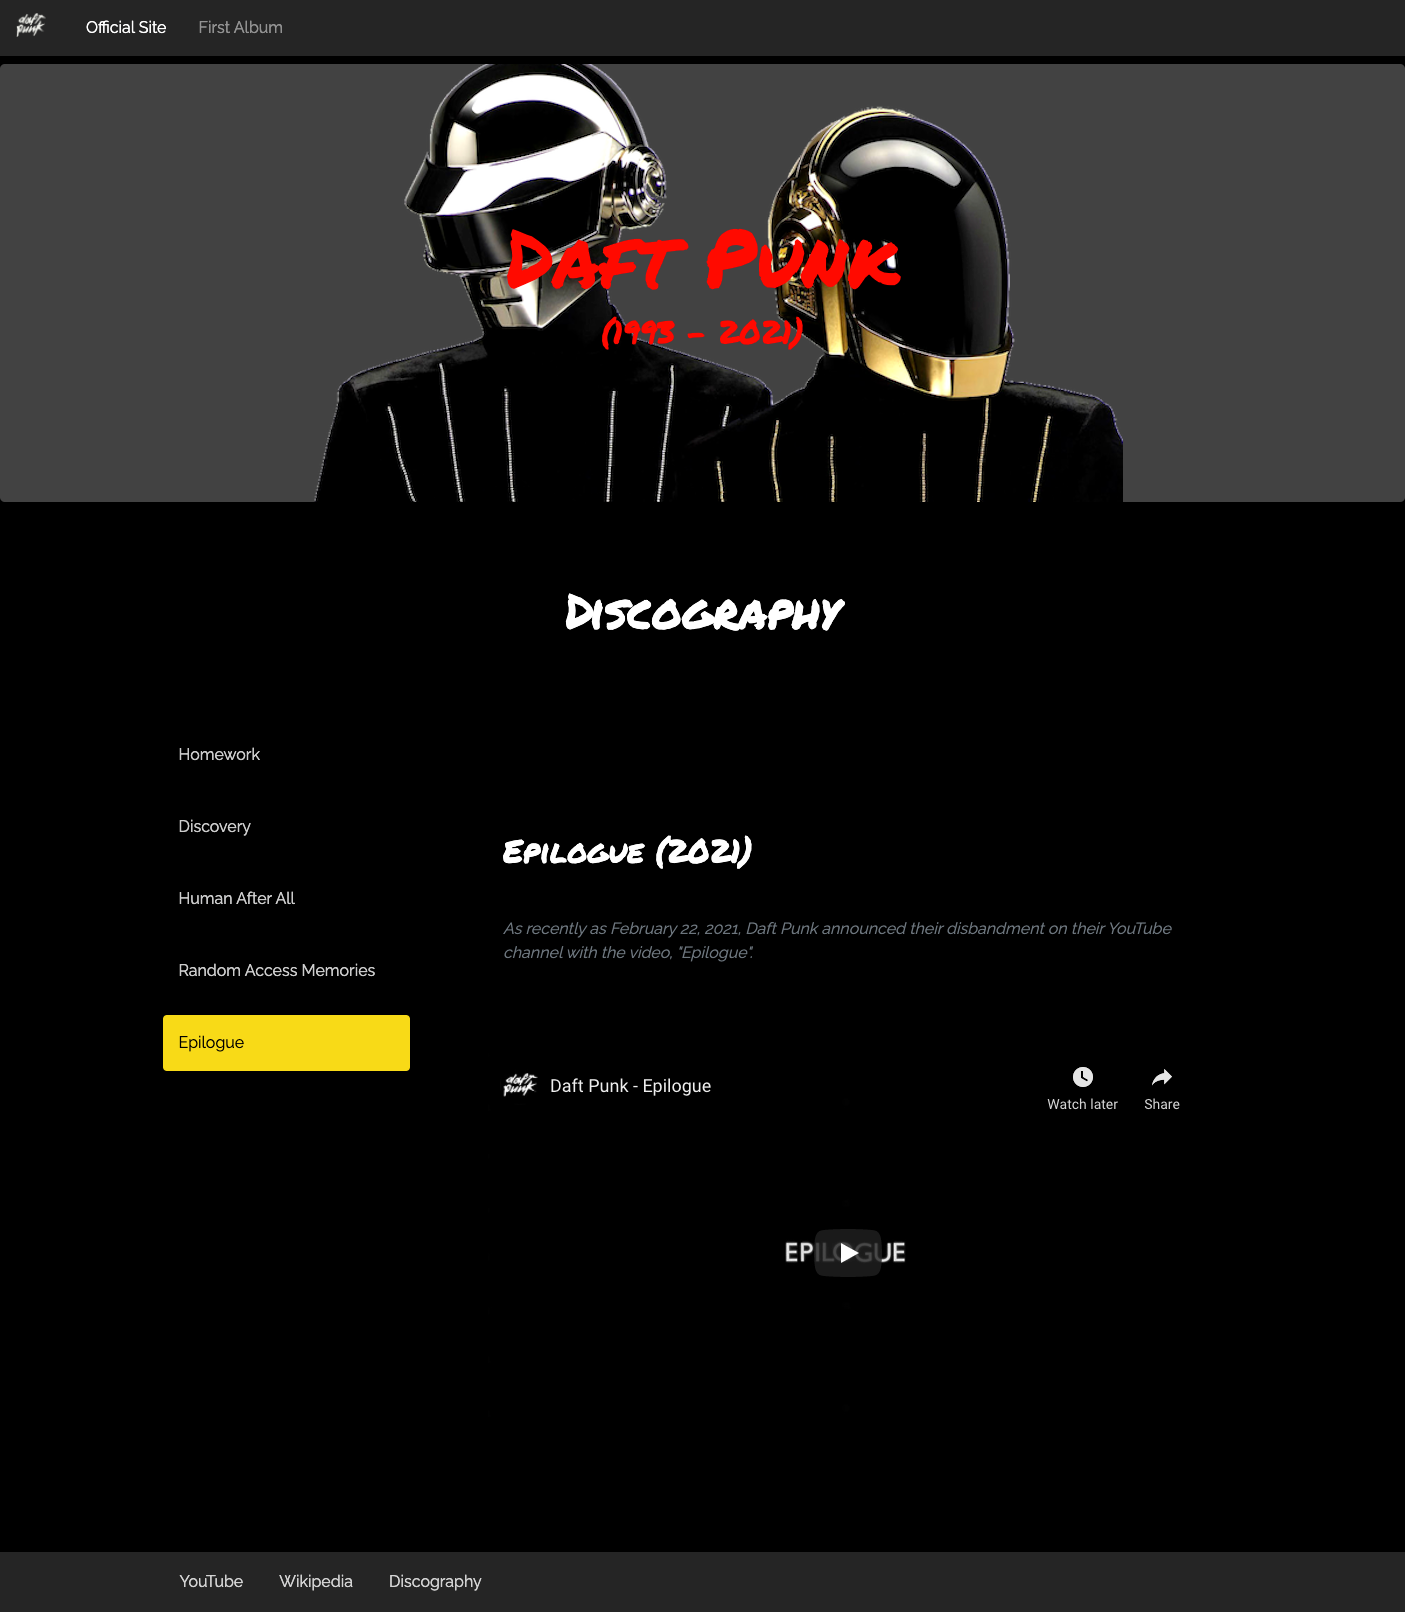 daft punk
Official Site
First Album
Daft Punk
(1993 - 2021)
Discography
Homework
Discovery
Human After All
Random Access Memories
Epilogue
Epilogue (2021)
As recently as February 22, 2021, Daft Punk announced their disbandment on their YouTube
channel with the video, "Epilogue".
daft punk
Daft Punk - Epilogue
Watch later
Share
EPILOGUE
YouTube
Wikipedia
Discography